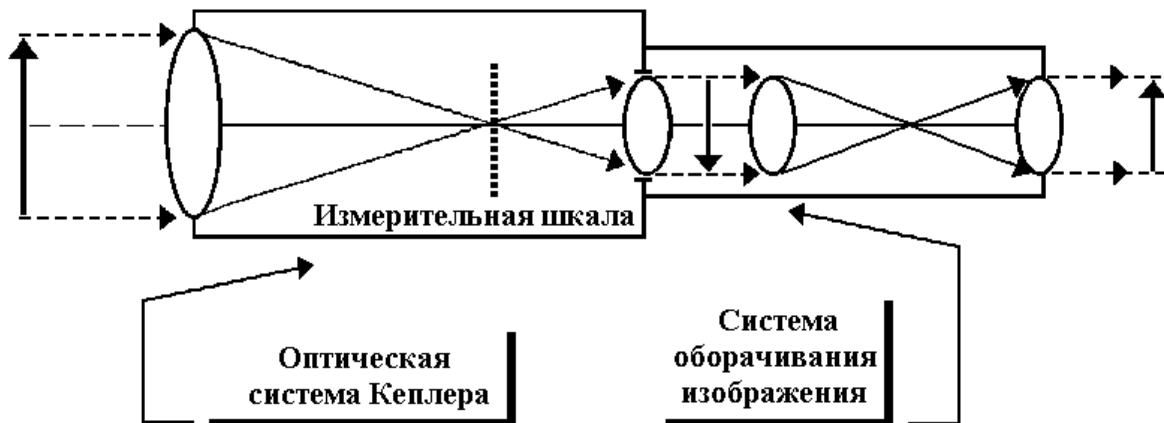 Измерительная шкала
Оптическая
система Кеплера
Система
оборачивания
изображения